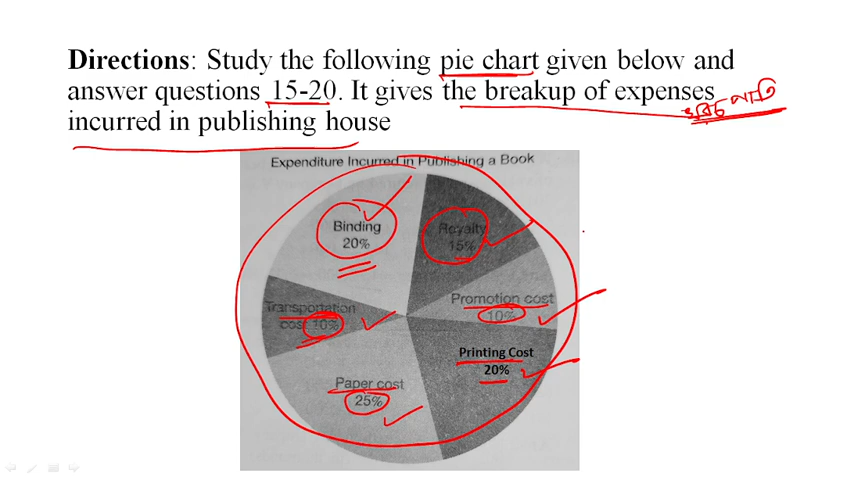 Directions: Study the following pie chart given below and
answer questions 15-20. It gives the breakup of expenses
incurred in publishing house
Expenditure Incurred in Publishing a Book
Binding
20%
Royalty
15%
Promotion cost
10%
Transportation
cost 10%
Printing Cost
20%
Paper cost
25%